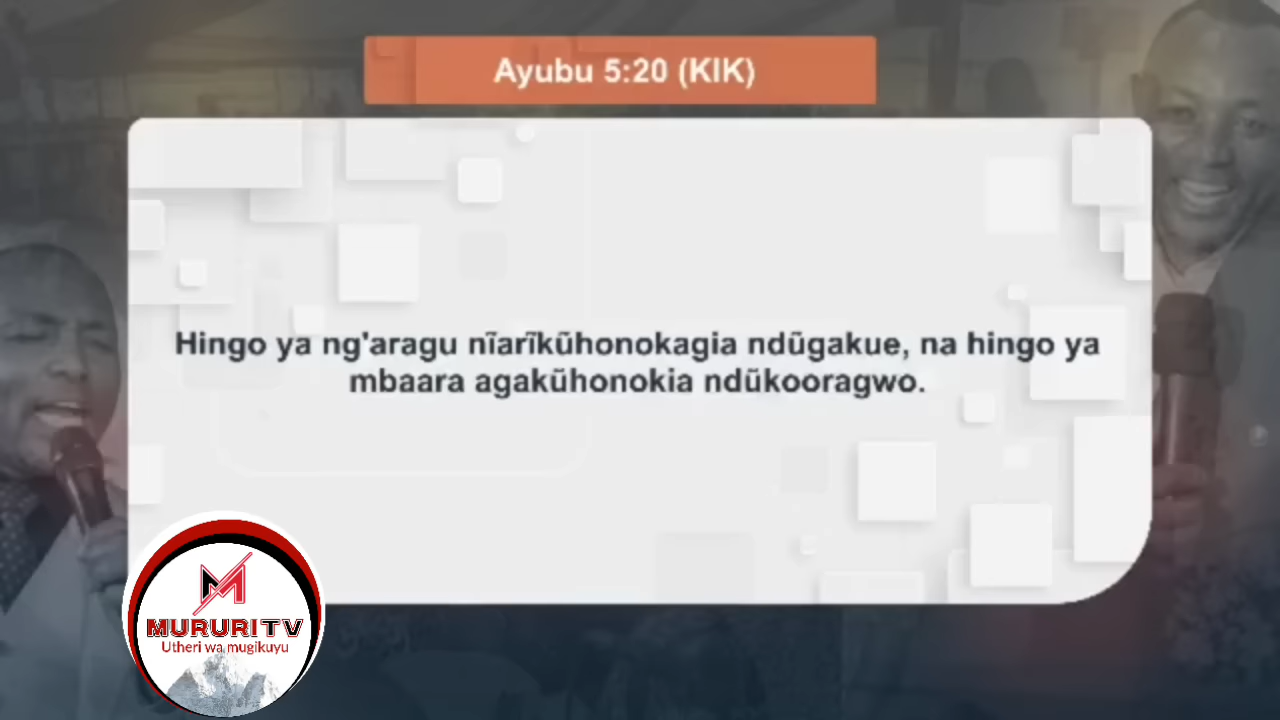 Ayubu 5:20 (KIK)
Hingo ya ng'aragu nĩarĩkũhonokagia ndũgakue, na hingo ya
mbaara agakũhonokia ndũkooragwo.
M
MURURI TV
Utheri wa mugikuyu